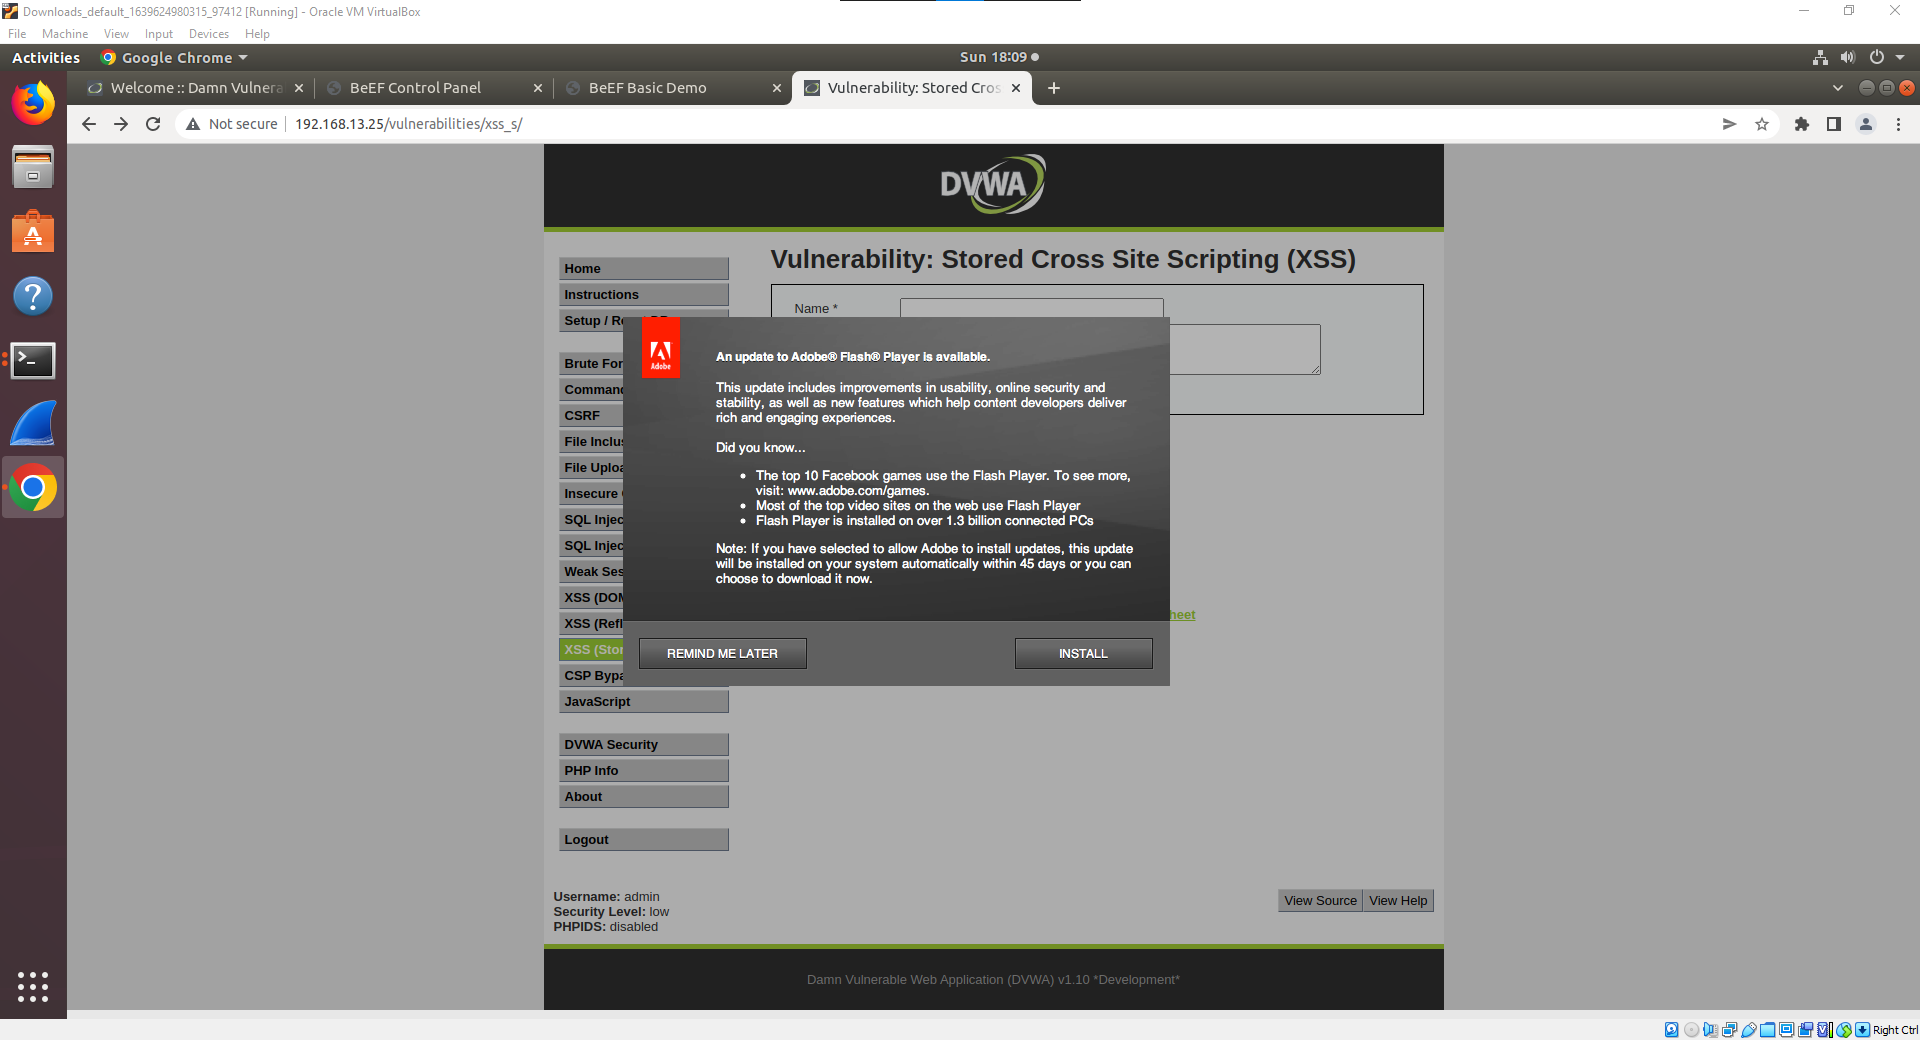 Downloads_default_1639624980315_97412 [Running] - Oracle VM VirtualBox
File Machine View Input Devices Help
Activities Google Chrome Sun 18:09
Welcome :: Damn Vulnera BeEF Control Panel BeEF Basic Demo Vulnerability: Stored Cros
Not secure 192.168.13.25/vulnerabilities/xss_s/
DVWA
Vulnerability: Stored Cross Site Scripting (XSS)
Home
Instructions
Setup / Re
Brute For
Comman
CSRF
File Inclus
File Uploa
Insecure
SQL Injec
SQL Injec
Weak Ses
XSS (DOM
XSS (Refl
XSS (Stor
CSP Bypa
JavaScript
DVWA Security
PHP Info
About
Logout
Name *
Adobe
An update to Adobe® Flash® Player is available.
This update includes improvements in usability, online security and
stability, as well as new features which help content developers deliver
rich and engaging experiences.
Did you know...
The top 10 Facebook games use the Flash Player. To see more,
visit: www.adobe.com/games.
Most of the top video sites on the web use Flash Player
Flash Player is installed on over 1.3 billion connected PCs
Note: If you have selected to allow Adobe to install updates, this update
will be installed on your system automatically within 45 days or you can
choose to download it now.
REMIND ME LATER INSTALL
heet
Username: admin
Security Level: low
PHPIDS: disabled
View Source View Help
Damn Vulnerable Web Application (DVWA) v1.10 *Development*
Right Ctrl